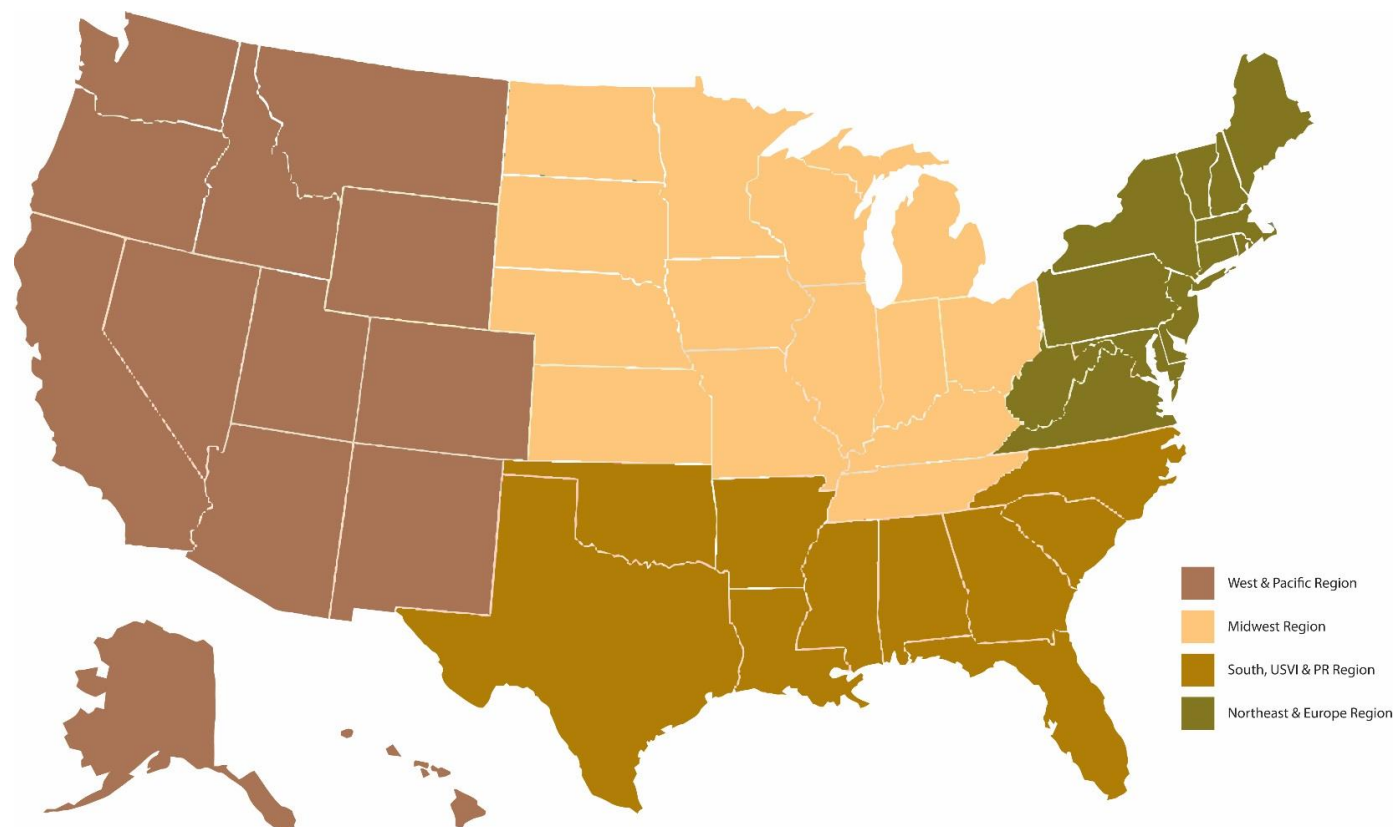 West & Pacific Region
Midwest Region
South, USVI & PR Region
Northeast & Europe Region